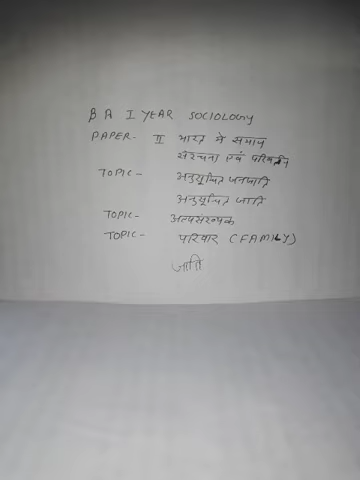 B A I YEAR SOCIOLOGY
PAPER- II भारत मे समाज
संरचना एवं परिवर्तन
TOPIC- अनुसूचित जनजाति
अनुसूचित जाति
TOPIC- अल्पसंख्यक
TOPIC- परिवार (FAMILY)
जाति